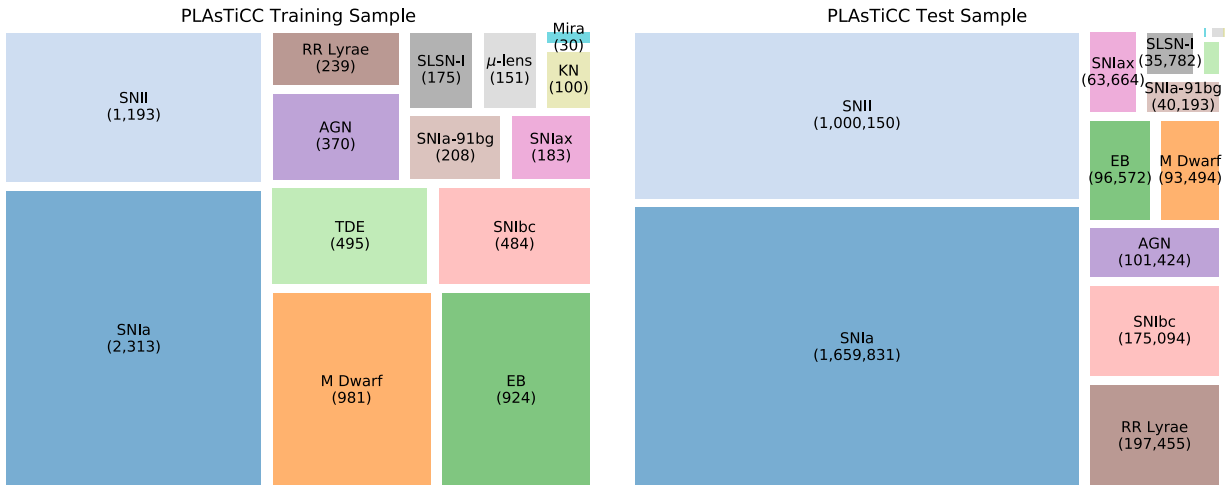 PLAsTiCC Training Sample
SNII
(1,193)
RR Lyrae
(239)
SLSN-I
(175)
μ-lens
(151)
Mira
(30)
KN
(100)
AGN
(370)
SNIa-91bg
(208)
SNIax
(183)
SNIa
(2,313)
TDE
(495)
SNIbc
(484)
M Dwarf
(981)
EB
(924)
PLAsTiCC Test Sample
SNII
(1,000,150)
SNIax
(63,664)
SLSN-I
(35,782)
SNIa-91bg
(40,193)
EB
(96,572)
M Dwarf
(93,494)
SNIa
(1,659,831)
AGN
(101,424)
SNIbc
(175,094)
RR Lyrae
(197,455)